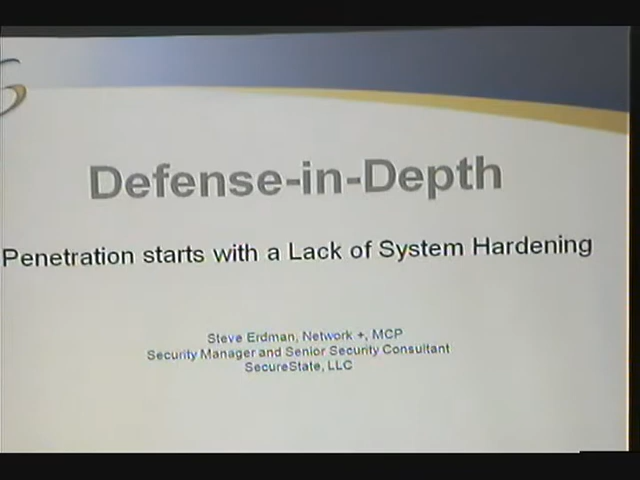 Defense-in-Depth
Penetration starts with a Lack of System Hardening
Steve Erdman, Network +, MCP
Security Manager and Senior Security Consultant
SecureState, LLC